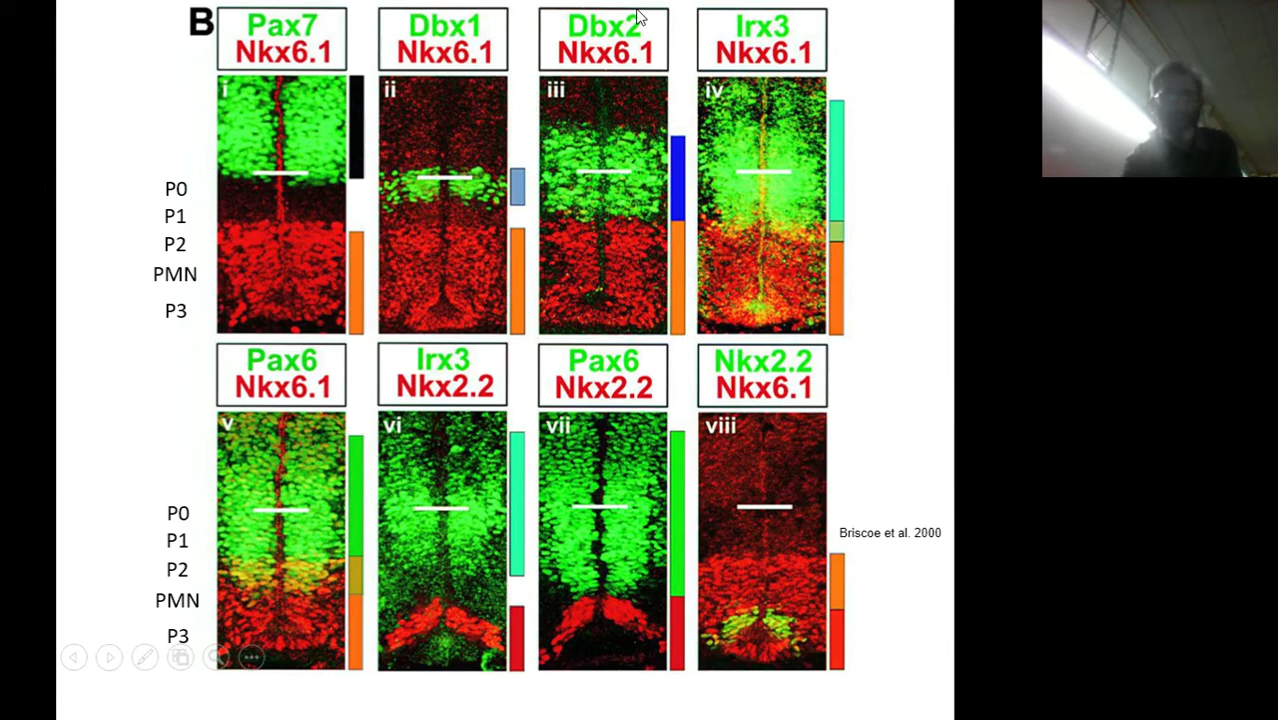 B
Pax7
Nkx6.1
Dbx1
Nkx6.1
Dbx2
Nkx6.1
Irx3
Nkx6.1
i
ii
iii
iv
P0
P1
P2
PMN
P3
Pax6
Nkx6.1
Irx3
Nkx2.2
Pax6
Nkx2.2
Nkx2.2
Nkx6.1
v
vi
vii
viii
P0
P1
P2
PMN
P3
Briscoe et al. 2000